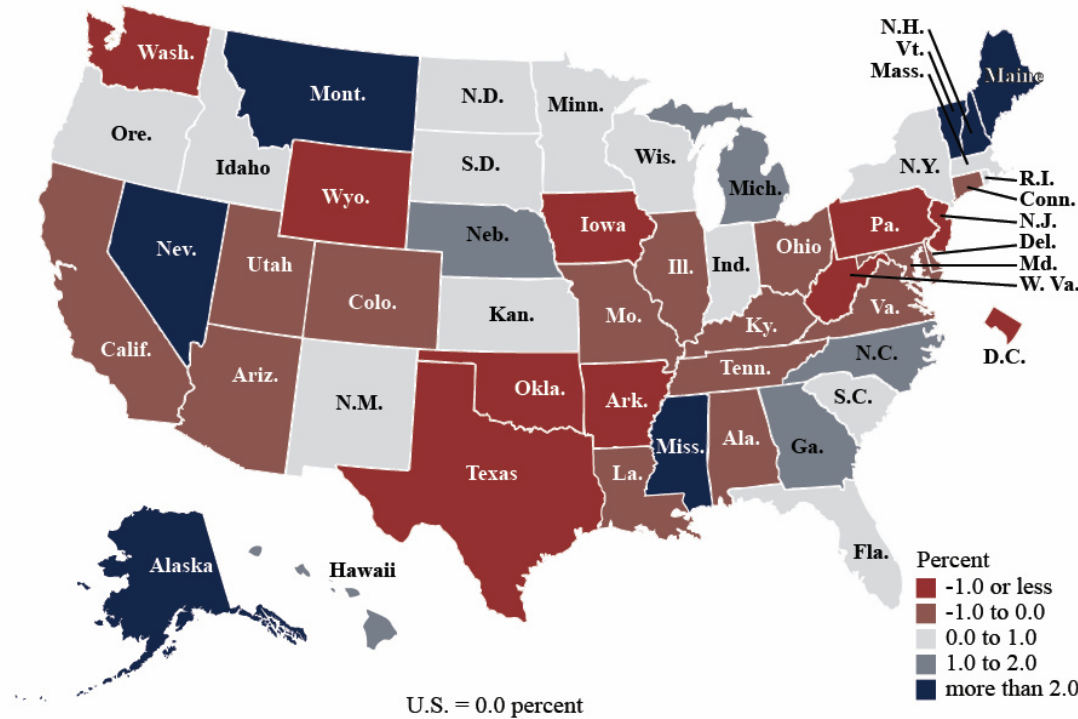 N.H.
Vt.
Mass.
Maine
Wash.
Mont.
N.D.
Minn.
Ore.
Idaho
S.D.
Wis.
Mich.
N.Y.
R.I.
Conn.
N.J.
Del.
Md.
W. Va.
Wyo.
Iowa
Pa.
Nev.
Neb.
Ohio
Utah
Colo.
Ill.
Ind.
Kan.
Mo.
Ky.
Va.
D.C.
Calif.
Ariz.
N.M.
Okla.
Ark.
Tenn.
N.C.
S.C.
Texas
La.
Miss.
Ala.
Ga.
Fla.
Alaska
Hawaii
Percent
-1.0 or less
-1.0 to 0.0
0.0 to 1.0
1.0 to 2.0
more than 2.0
U.S. = 0.0 percent